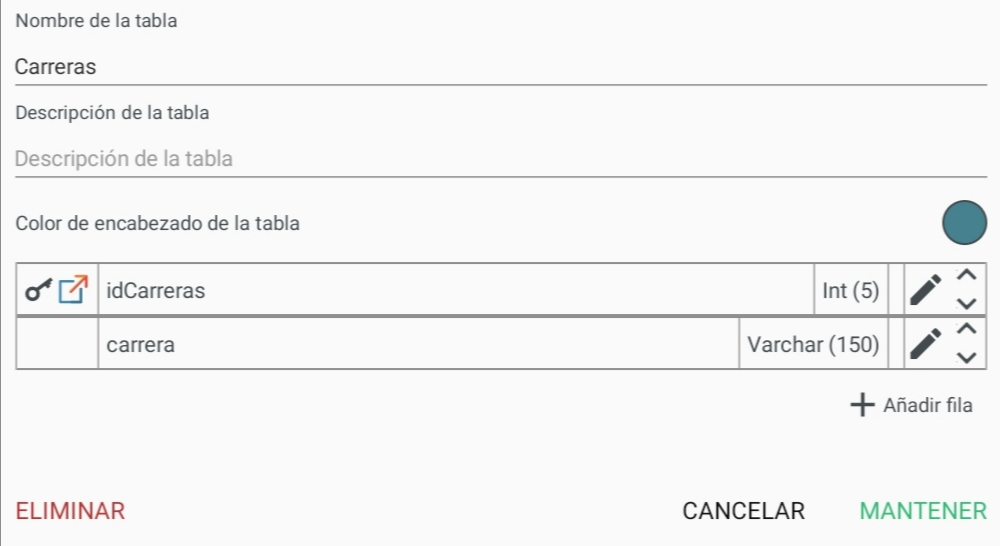 Nombre de la tabla
Carreras
Descripción de la tabla
Descripción de la tabla
Color de encabezado de la tabla
idCarreras Int (5)
carrera Varchar (150)
Añadir fila
ELIMINAR CANCELAR MANTENER